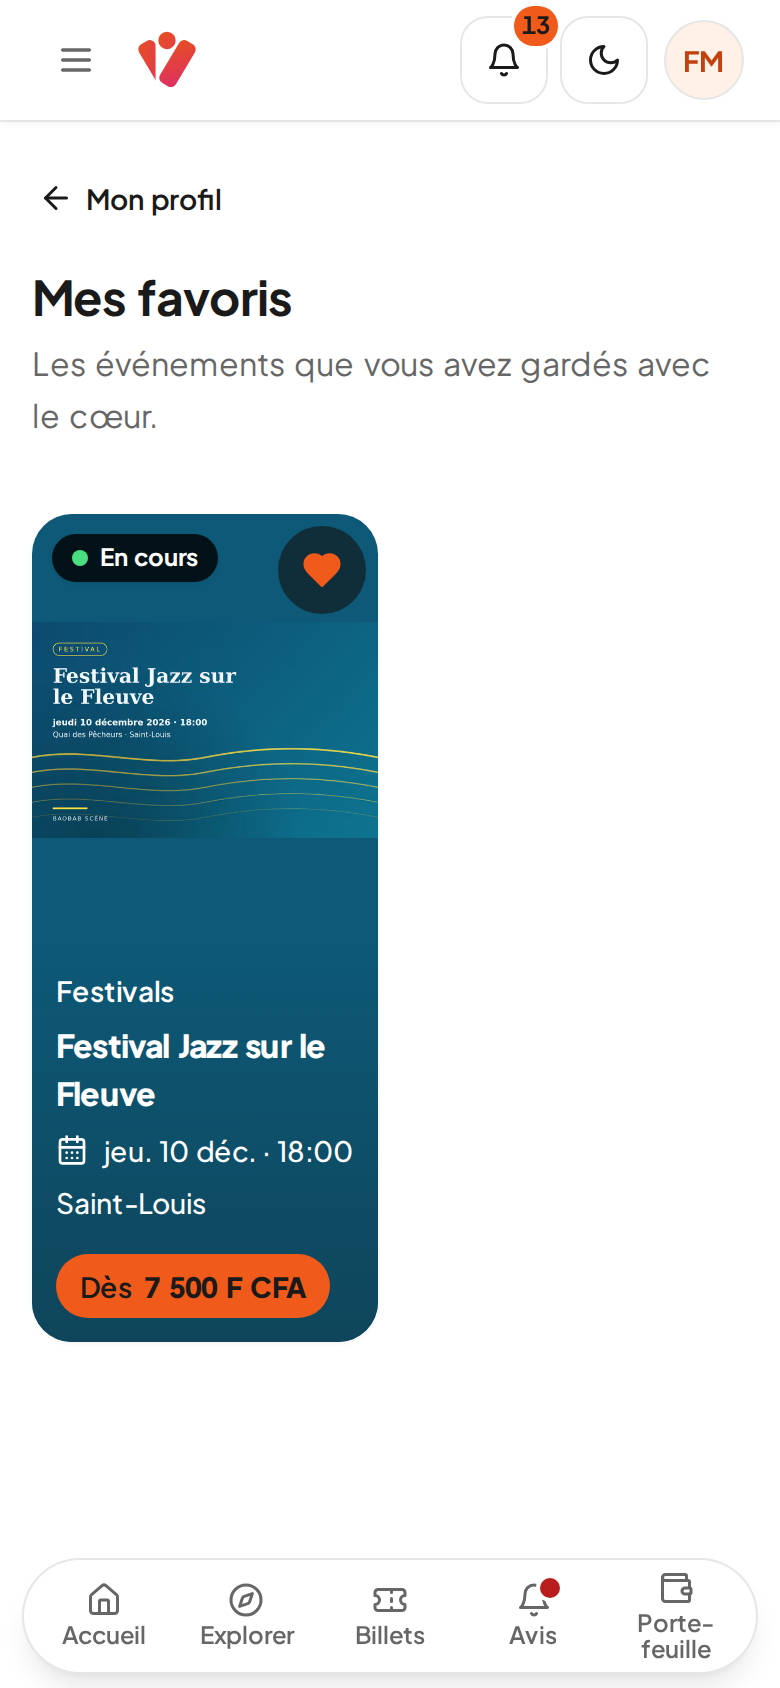 13
FM
Mon profil
Mes favoris
Les événements que vous avez gardés avec
le cœur.
En cours
FESTIVAL
Festival Jazz sur
le Fleuve
jeudi 10 décembre 2026 · 18:00
Quai des Pêcheurs · Saint-Louis
BAOBAB SCÈNE
Festivals
Festival Jazz sur le
Fleuve
jeu. 10 déc. · 18:00
Saint-Louis
Dès 7 500 F CFA
Accueil
Explorer
Billets
Avis
Porte-
feuille